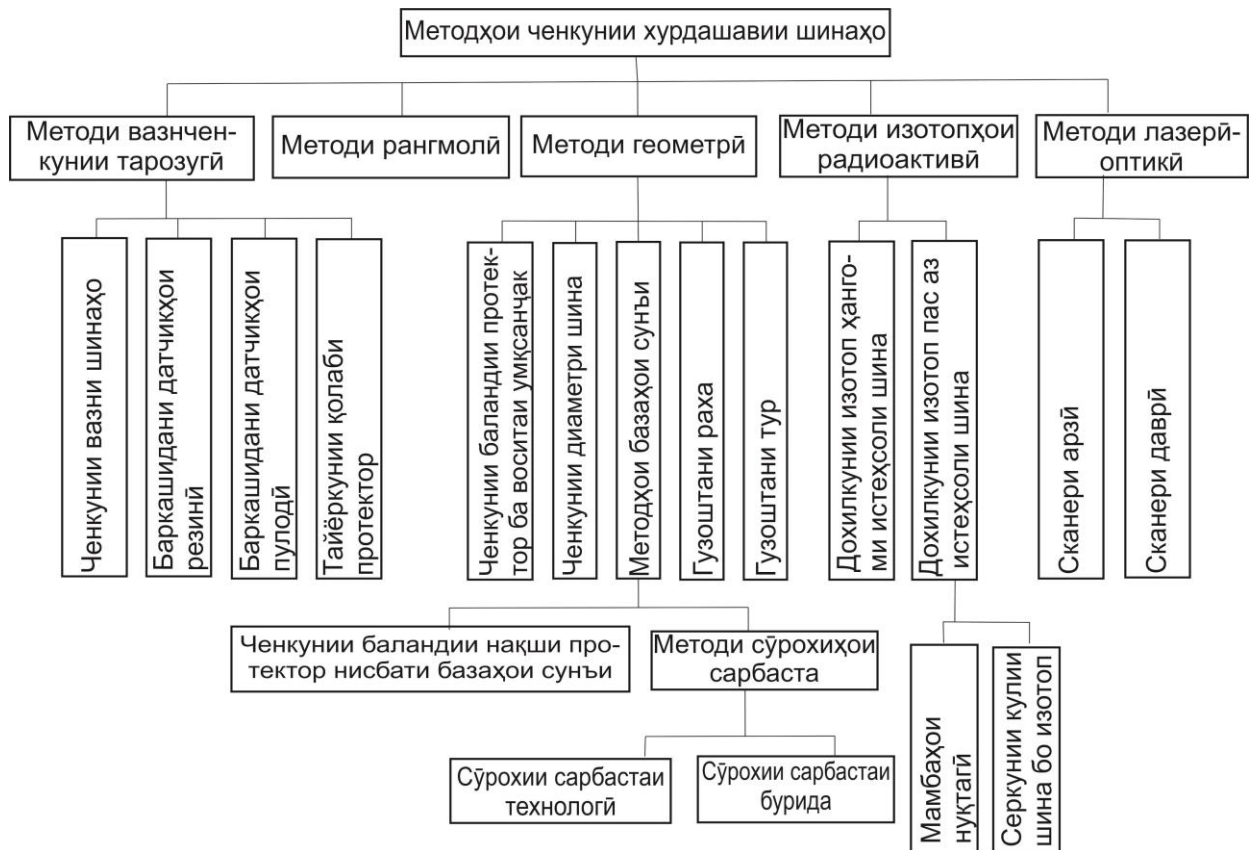 Методҳои ченкунии хурдашавии шинаҳо
Методи вазнчен-
кунии тарозугӣ
Методи рангмолӣ
Методи геометрӣ
Методи изотопҳои
радиоактивӣ
Методи лазерӣ-
оптикӣ
Ченкунии вазни шинаҳо
Баркашидани датчикҳои
резинӣ
Баркашидани датчикҳои
пулодӣ
Тайёркунии қолаби
протектор
Ченкунии баландии протек-
тор ба воситаи умқсанҷак
Ченкунии диаметри шина
Методҳои базаҳои сунъи
Гузоштани раха
Гузоштани тур
Дохилкунии изотоп ҳанго-
ми истеҳсоли шина
Дохилкунии изотоп пас аз
истеҳсоли шина
Сканери арзӣ
Сканери даврӣ
Ченкунии баландии нақши про-
тектор нисбати базаҳои сунъи
Методи сӯрохиҳои
сарбаста
Сӯрохии сарбастаи
технологӣ
Сӯрохии сарбастаи
бурида
Мамбаҳои
нуқтагӣ
Серкунии кулии
шина бо изотоп